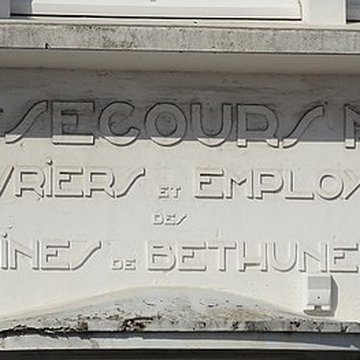 SECOURS M
VRIERS ET EMPLOY
DES
INES DE BETHUNE